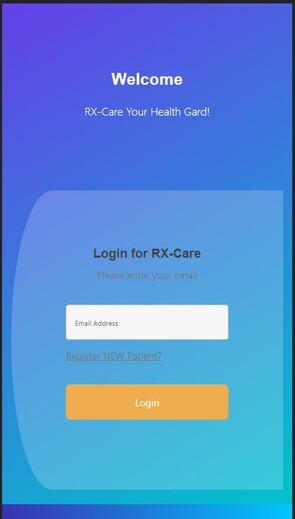 Welcome
RX-Care Your Health Gard!
Login for RX-Care
Please enter your email
Email Address
Register NEW Patient?
Login